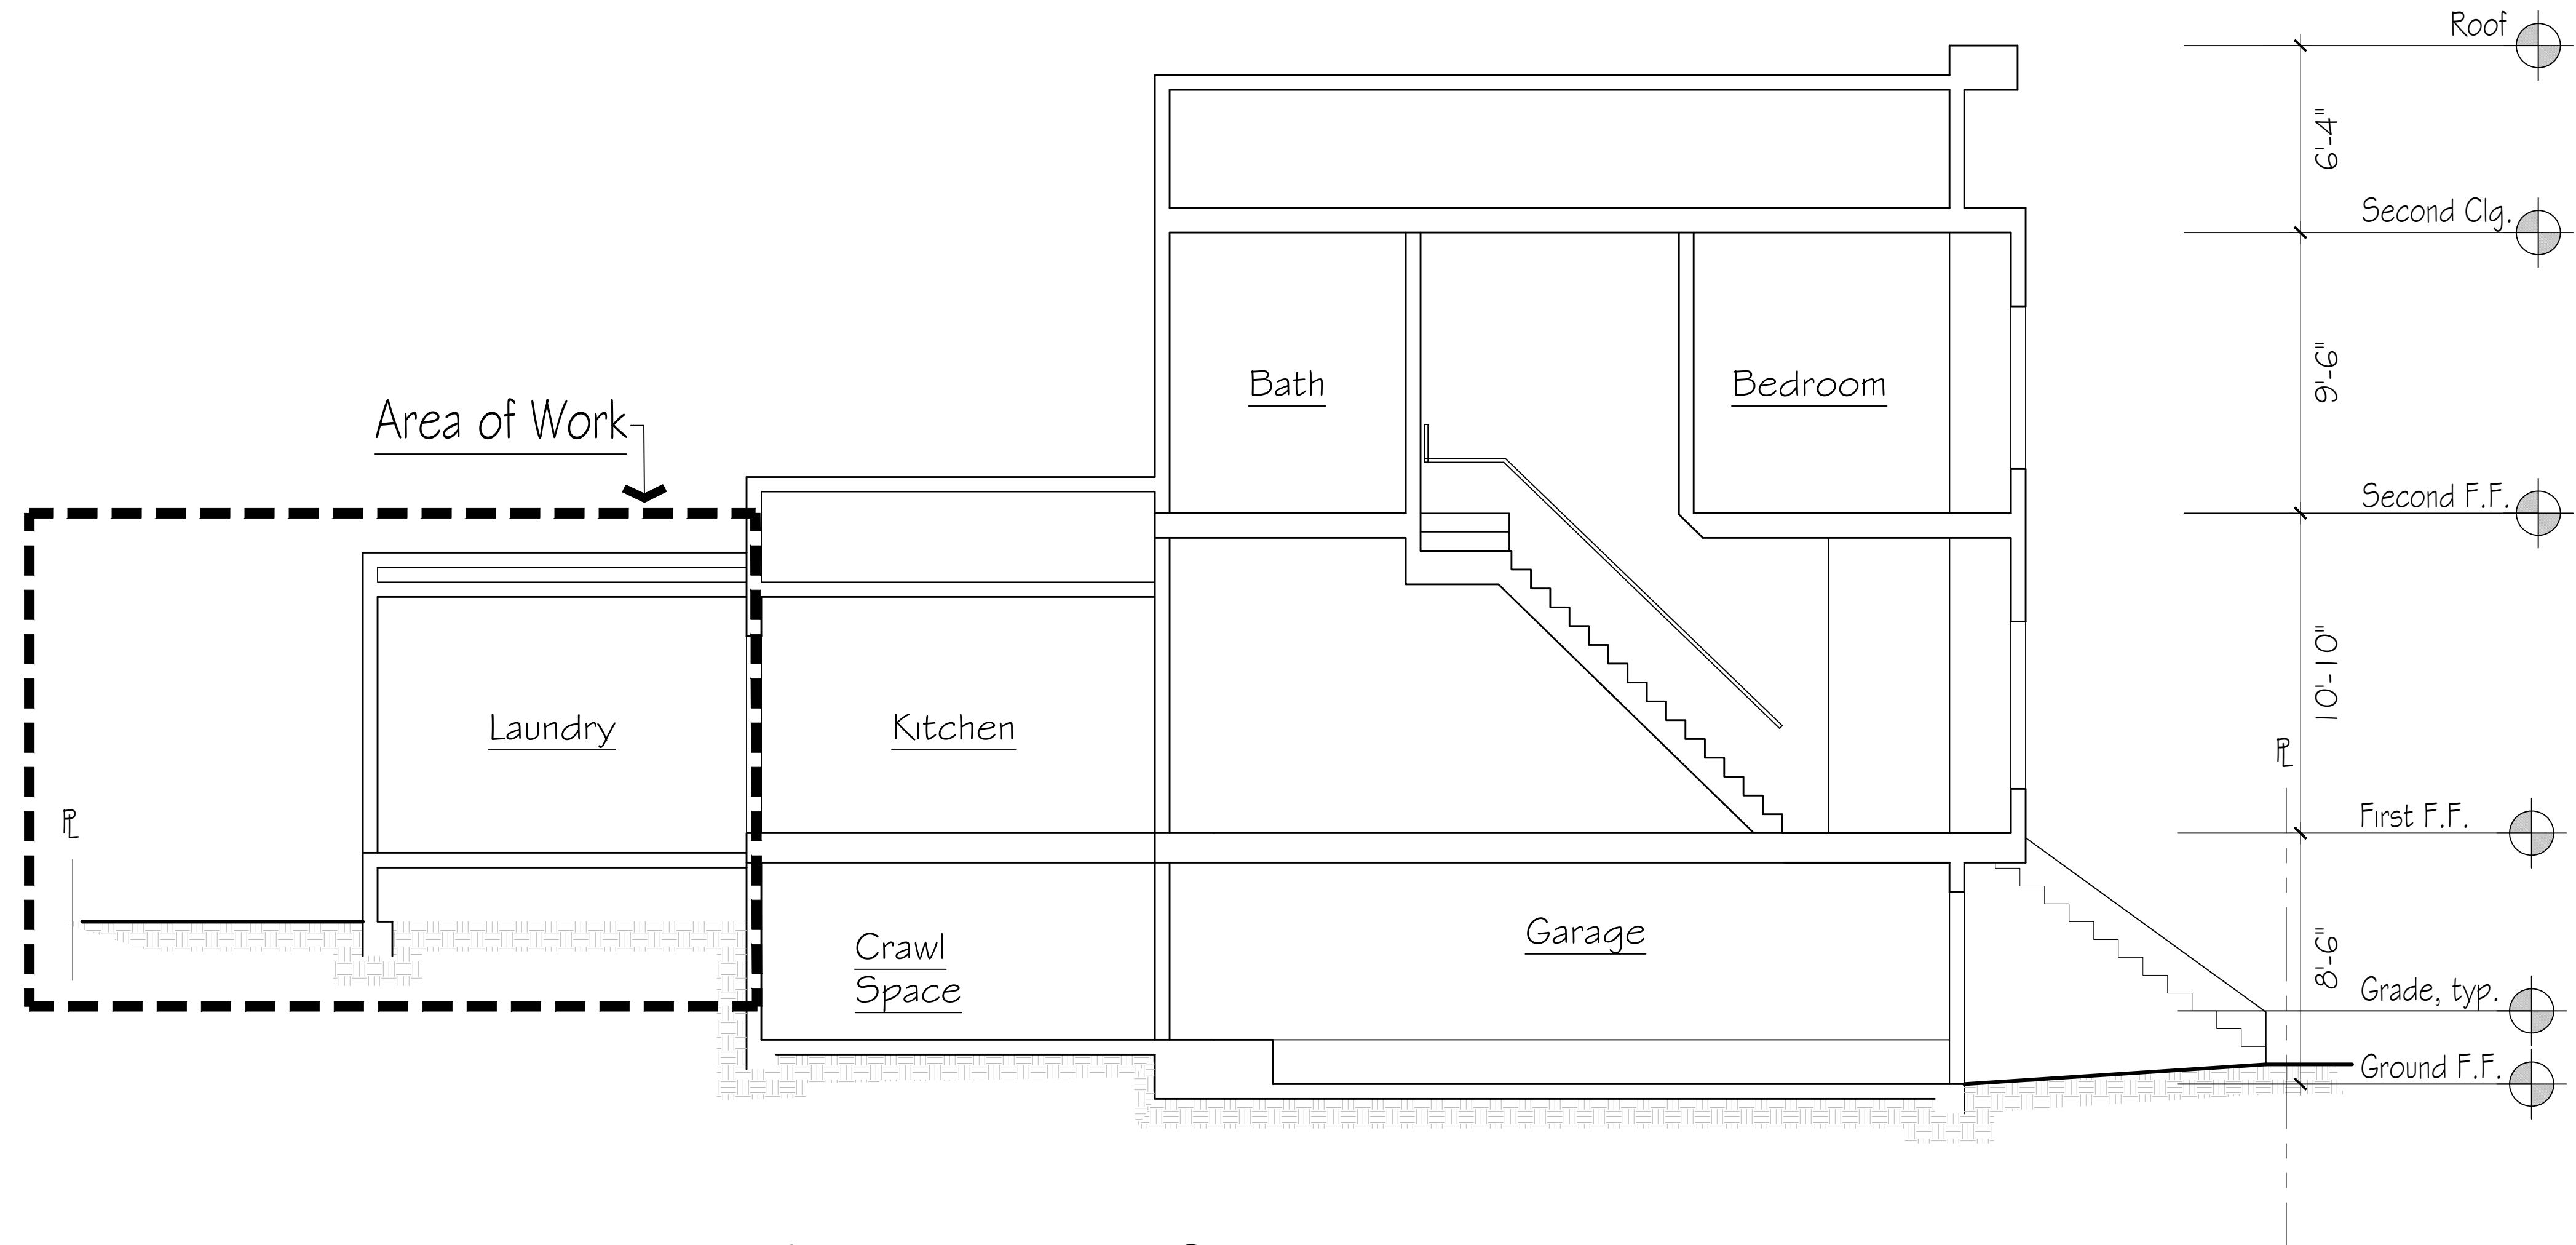 Roof
6'-4"
Second Clg.
9'-6"
Bath
Bedroom
Area of Work
Second F.F.
10'-10"
Laundry
Kitchen
PL
PL
First F.F.
Crawl
Space
Garage
8'-6"
Grade, typ.
Ground F.F.